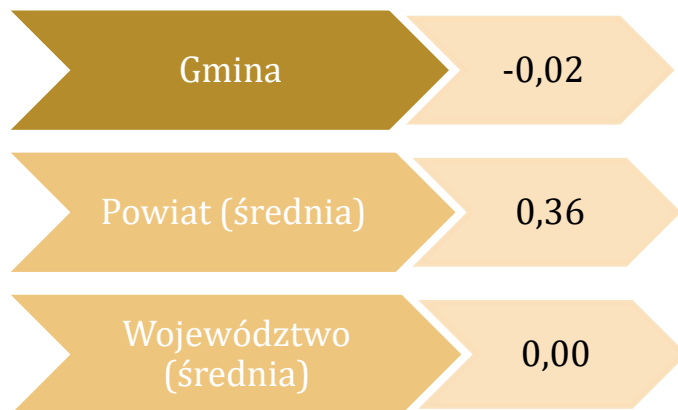 Gmina
-0,02
Powiat (średnia)
0,36
Województwo
(średnia)
0,00